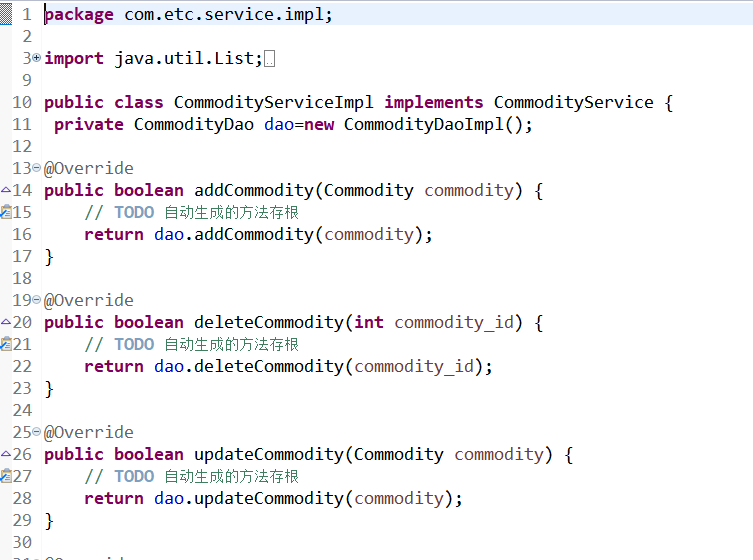 1 package com.etc.service.impl;
2
3 import java.util.List;
9
10 public class CommodityServiceImpl implements CommodityService {
11 private CommodityDao dao=new CommodityDaoImpl();
12
13 @Override
14 public boolean addCommodity(Commodity commodity) {
15 // TODO 自动生成的方法存根
16 return dao.addCommodity(commodity);
17 }
18
19 @Override
20 public boolean deleteCommodity(int commodity_id) {
21 // TODO 自动生成的方法存根
22 return dao.deleteCommodity(commodity_id);
23 }
24
25 @Override
26 public boolean updateCommodity(Commodity commodity) {
27 // TODO 自动生成的方法存根
28 return dao.updateCommodity(commodity);
29 }
30